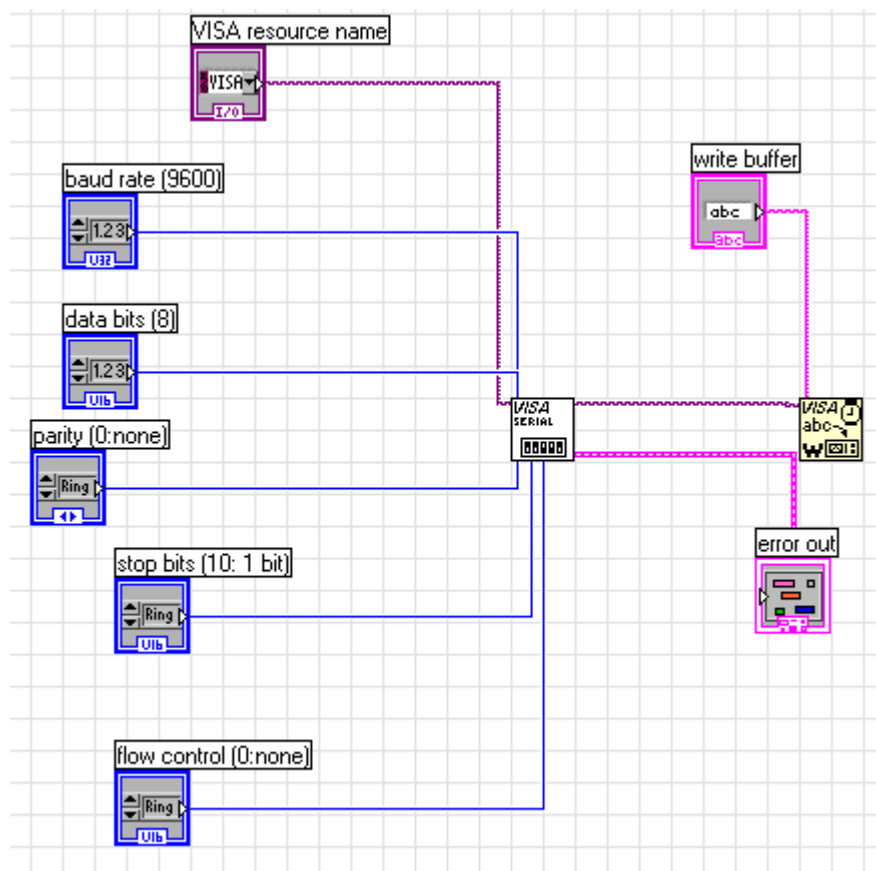 VISA resource name
VISA
I/O
write buffer
abc
abc
baud rate (9600)
1.23
U32
data bits (8)
1.23
U16
VISA
SERIAL
VISA
abc
W
parity (0:none)
Ring
error out
stop bits (10: 1 bit)
Ring
U16
flow control (0:none)
Ring
U16